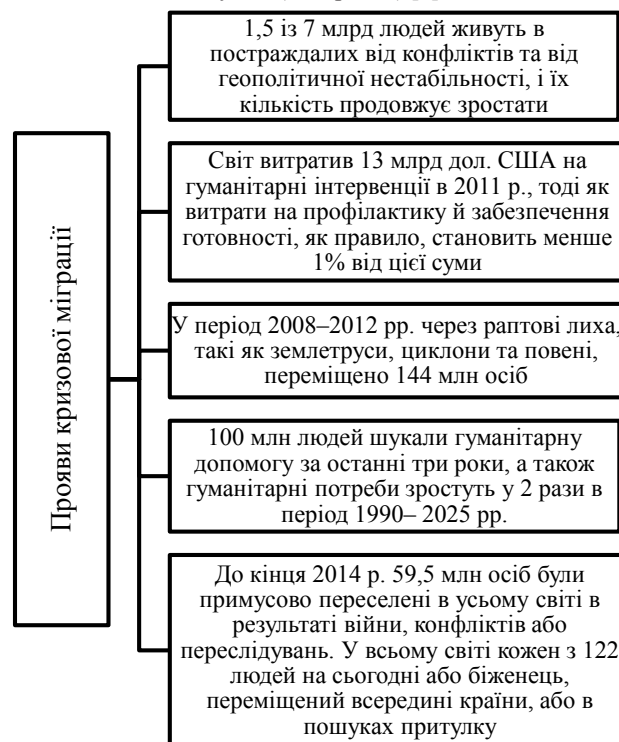 Прояви кризової міграції
1,5 із 7 млрд людей живуть в
постраждалих від конфліктів та від
геополітичної нестабільності, і їх
кількість продовжує зростати
Світ витратив 13 млрд дол. США на
гуманітарні інтервенції в 2011 р., тоді як
витрати на профілактику й забезпечення
готовності, як правило, становить менше
1% від цієї суми
У період 2008–2012 рр. через раптові лиха,
такі як землетруси, циклони та повені,
переміщено 144 млн осіб
100 млн людей шукали гуманітарну
допомогу за останні три роки, а також
гуманітарні потреби зростуть у 2 рази в
період 1990– 2025 рр.
До кінця 2014 р. 59,5 млн осіб були
примусово переселені в усьому світі в
результаті війни, конфліктів або
переслідувань. У всьому світі кожен з 122
людей на сьогодні або біженець,
переміщений всередині країни, або в
пошуках притулку